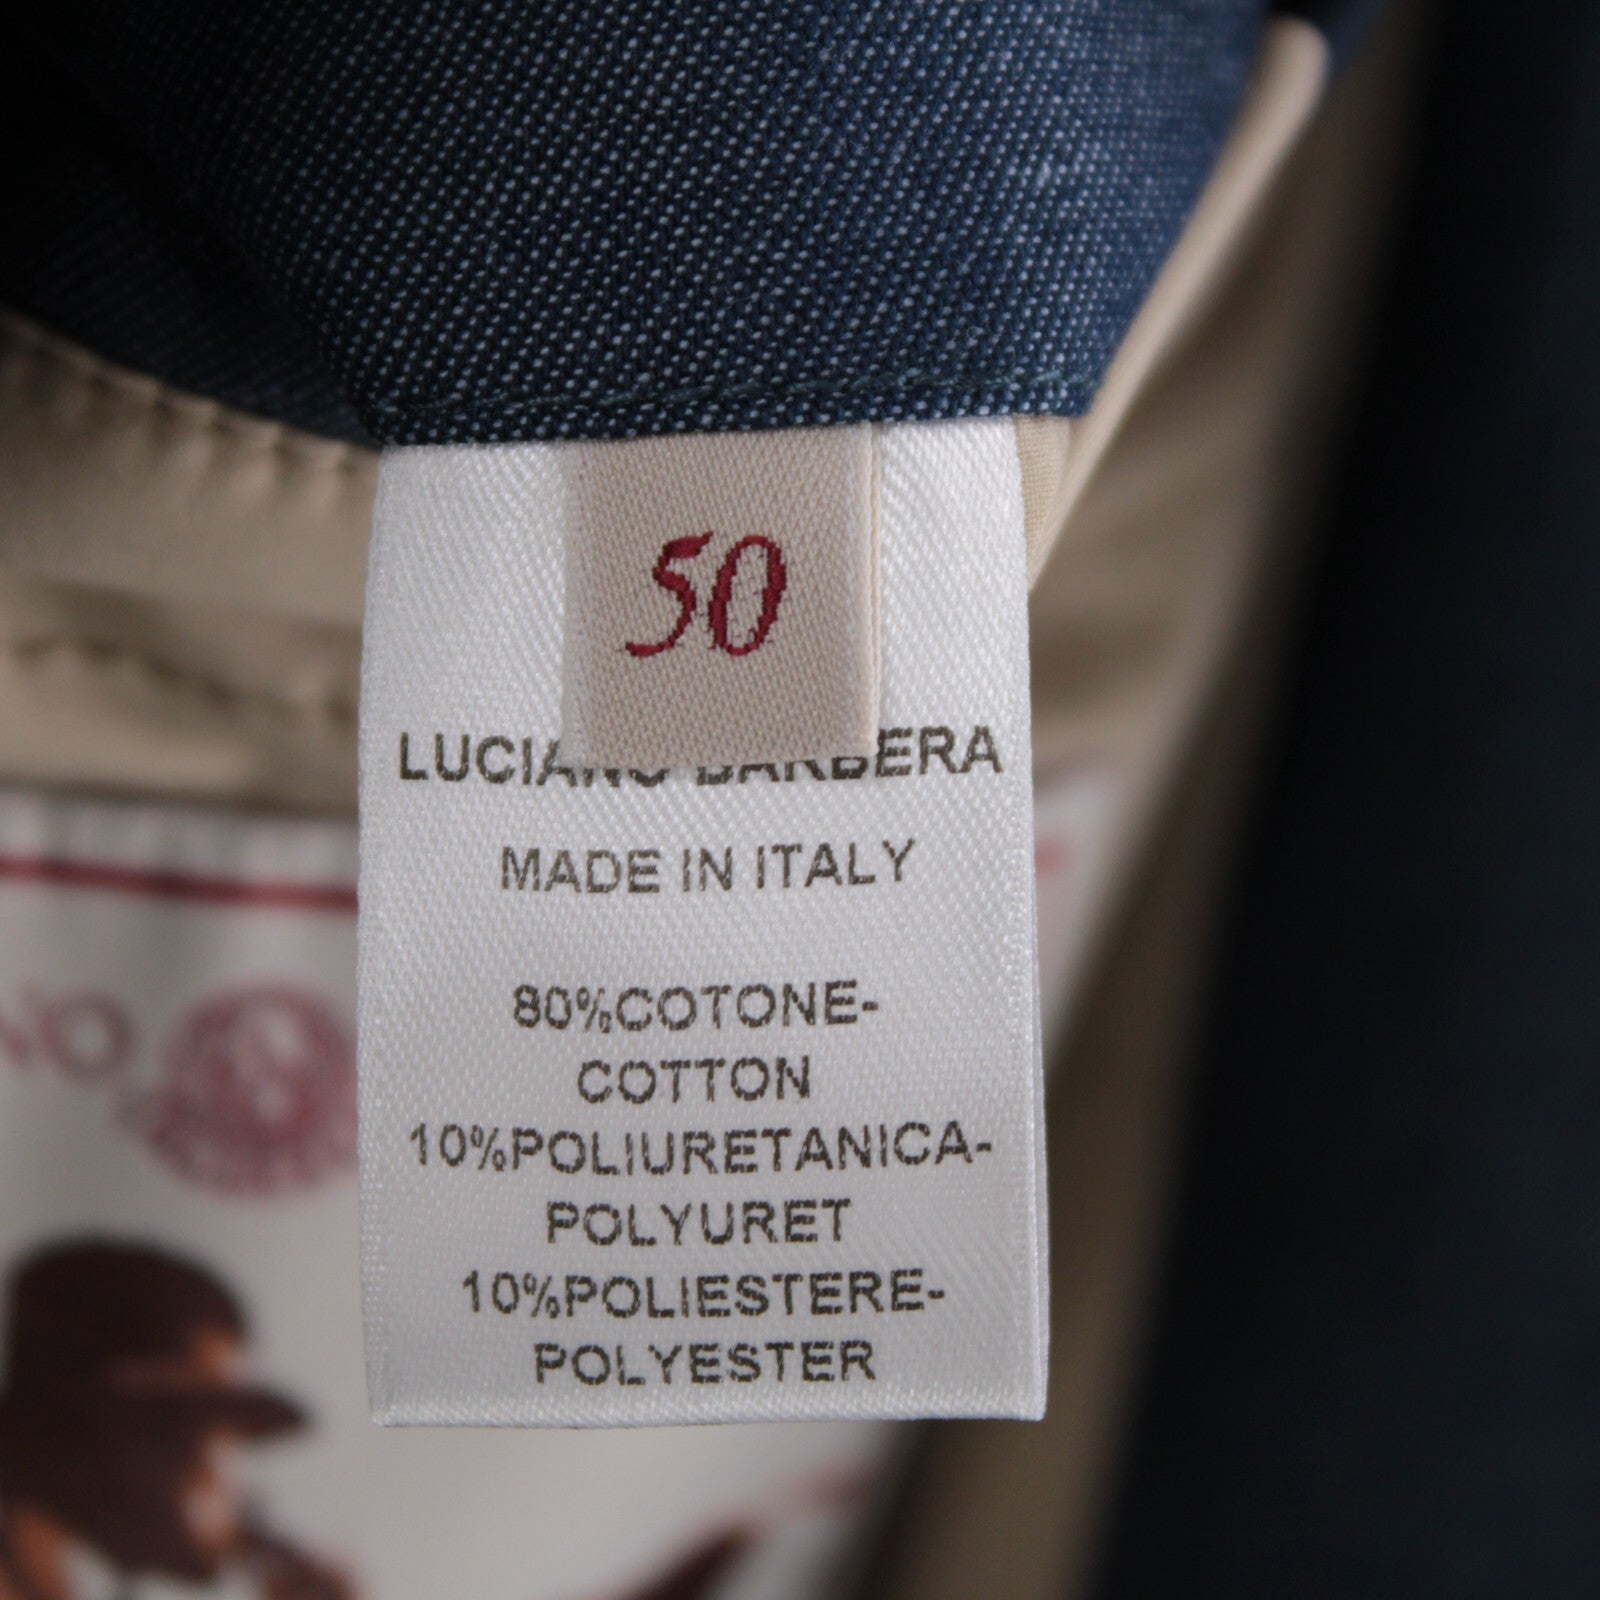 50
LUCIANO BARBERA
MADE IN ITALY
80%COTONE-
COTTON
10%POLIURETANICA-
POLYURET
10%POLIESTERE-
POLYESTER